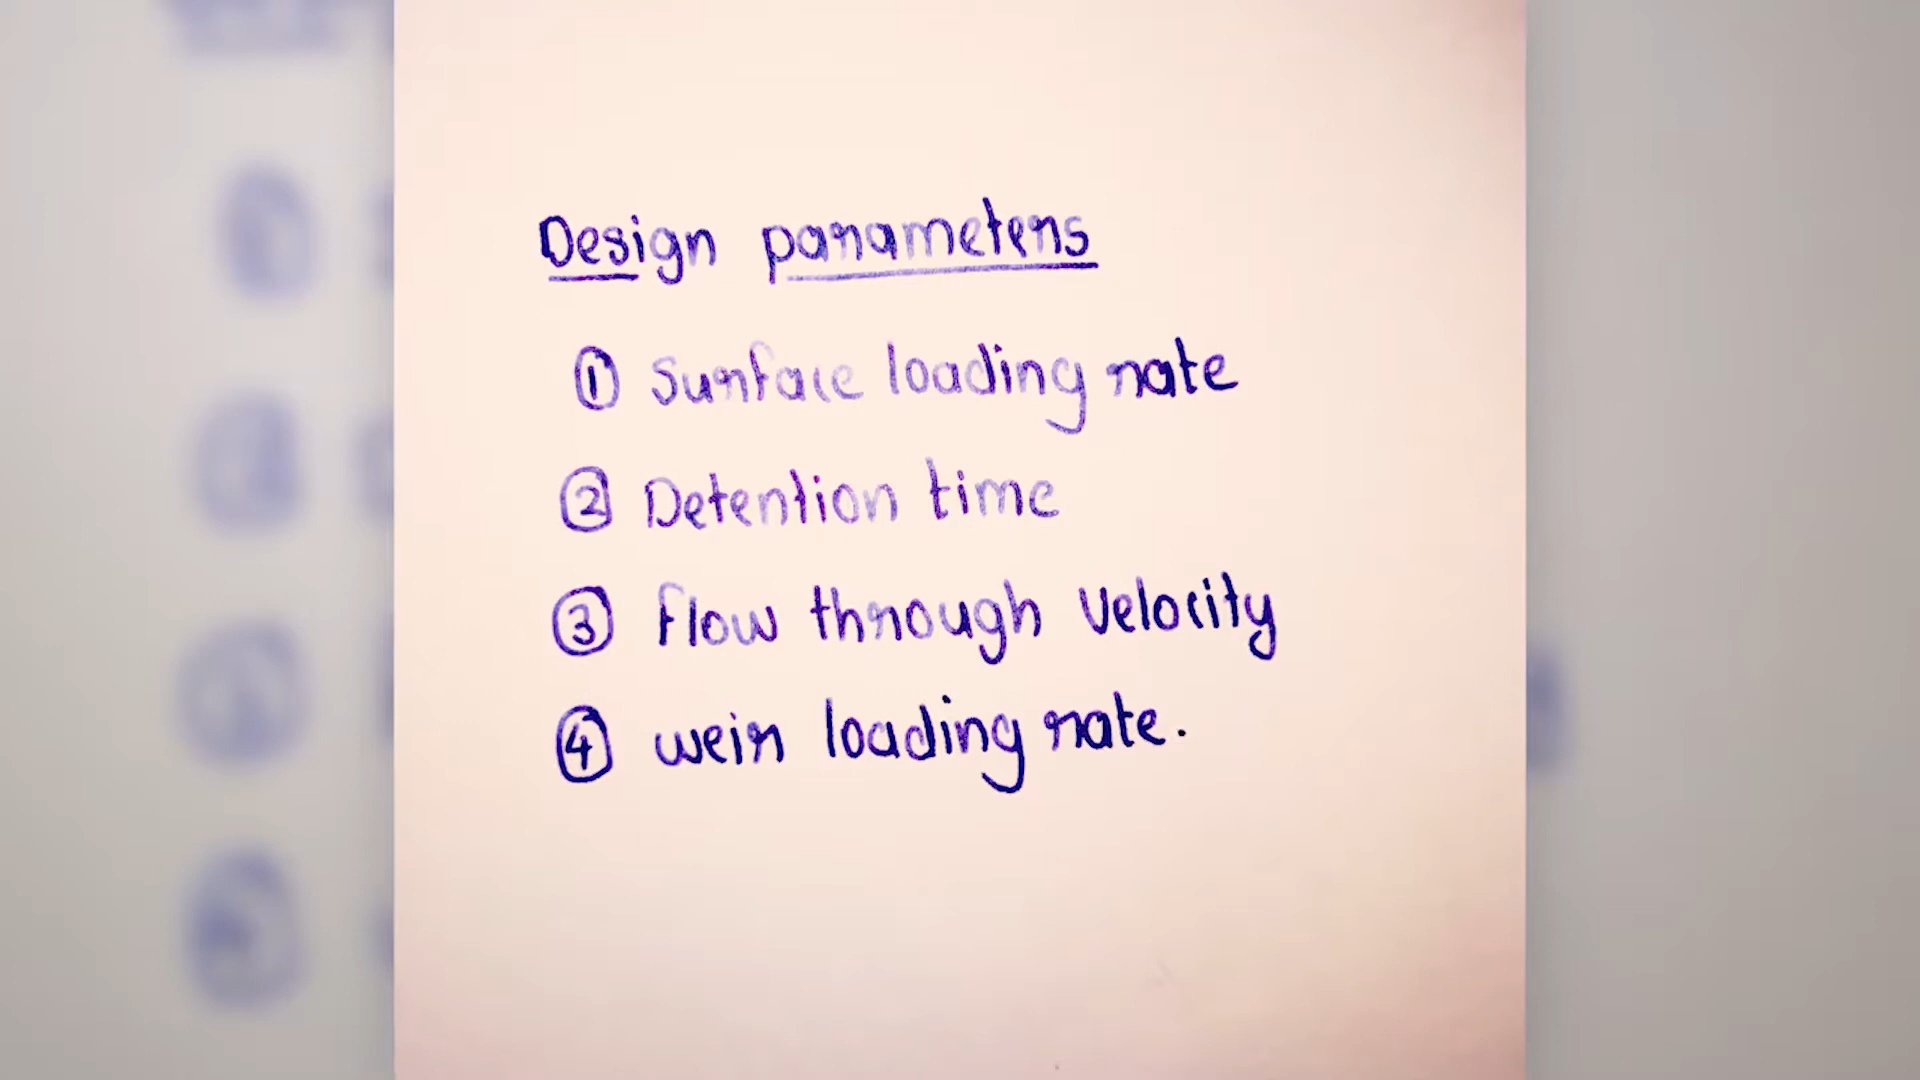 Design parameters
① Surface loading rate
② Detention time
③ flow through velocity
④ weir loading rate.